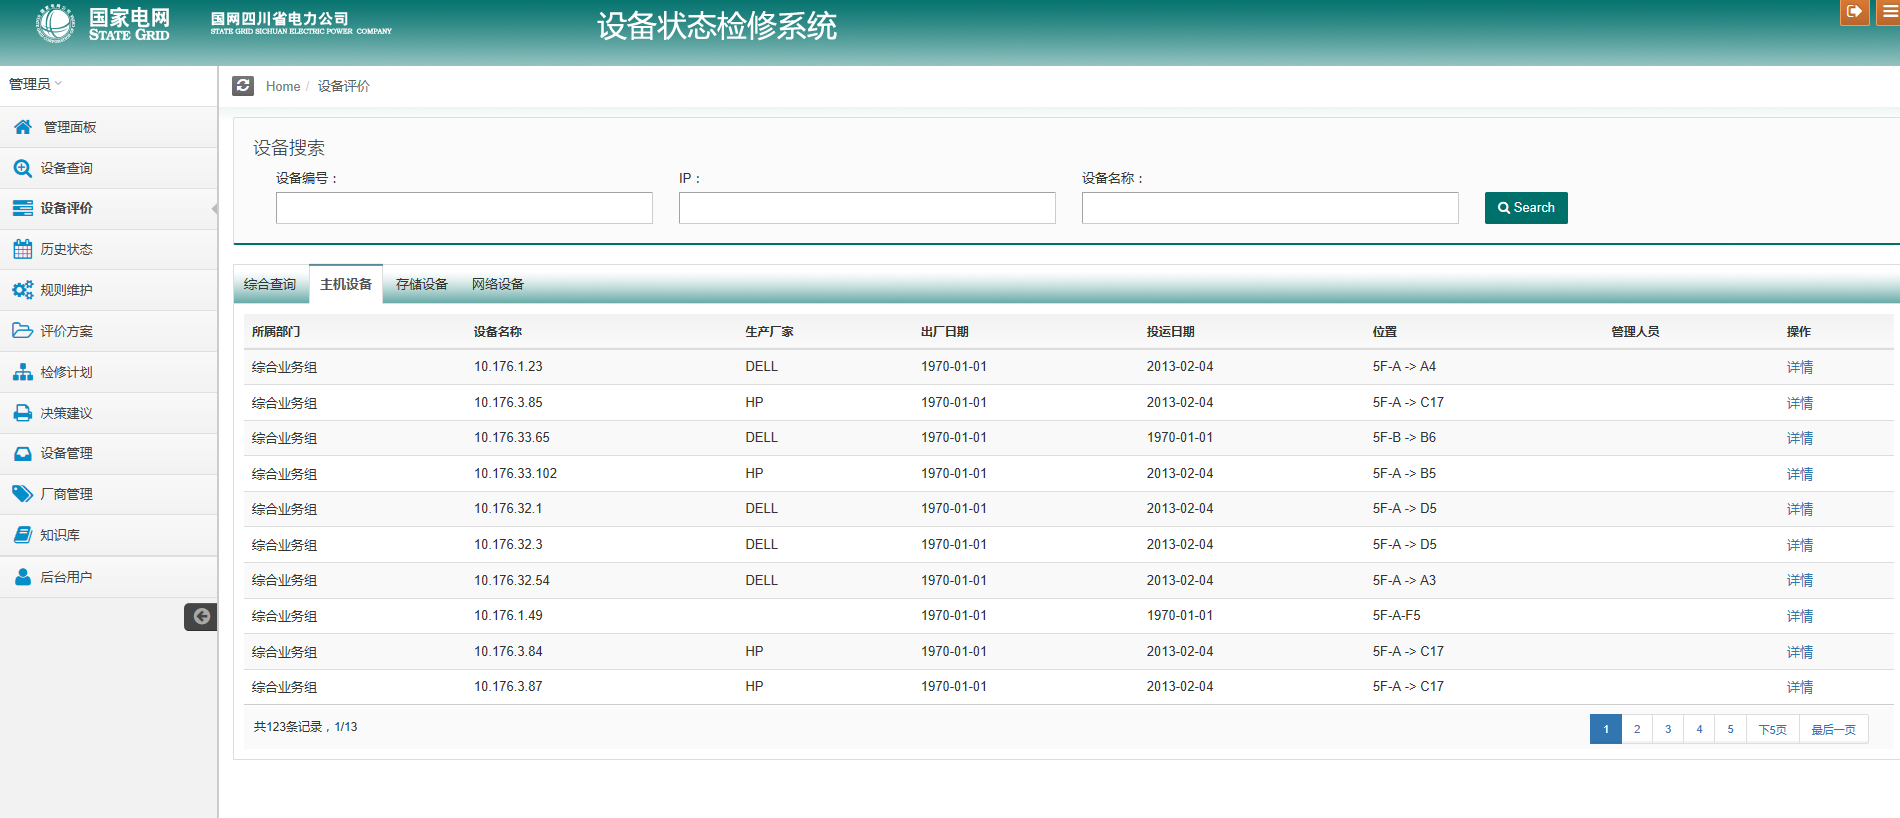 国家电网
STATE GRID
国网四川省电力公司
STATE GRID SICHUAN ELECTRIC POWER COMPANY
设备状态检修系统
管理员
Home / 设备评价
管理面板
设备查询
设备评价
历史状态
规则维护
评价方案
检修计划
决策建议
设备管理
厂商管理
知识库
后台用户
设备搜索
设备编号： IP： 设备名称：
Search
综合查询 主机设备 存储设备 网络设备
所属部门 设备名称 生产厂家 出厂日期 投运日期 位置 管理人员 操作
综合业务组 10.176.1.23 DELL 1970-01-01 2013-02-04 5F-A -> A4 详情
综合业务组 10.176.3.85 HP 1970-01-01 2013-02-04 5F-A -> C17 详情
综合业务组 10.176.33.65 DELL 1970-01-01 1970-01-01 5F-B -> B6 详情
综合业务组 10.176.33.102 HP 1970-01-01 2013-02-04 5F-A -> B5 详情
综合业务组 10.176.32.1 DELL 1970-01-01 2013-02-04 5F-A -> D5 详情
综合业务组 10.176.32.3 DELL 1970-01-01 2013-02-04 5F-A -> D5 详情
综合业务组 10.176.32.54 DELL 1970-01-01 2013-02-04 5F-A -> A3 详情
综合业务组 10.176.1.49 1970-01-01 1970-01-01 5F-A-F5 详情
综合业务组 10.176.3.84 HP 1970-01-01 2013-02-04 5F-A -> C17 详情
综合业务组 10.176.3.87 HP 1970-01-01 2013-02-04 5F-A -> C17 详情
共123条记录，1/13
1 2 3 4 5 下5页 最后一页